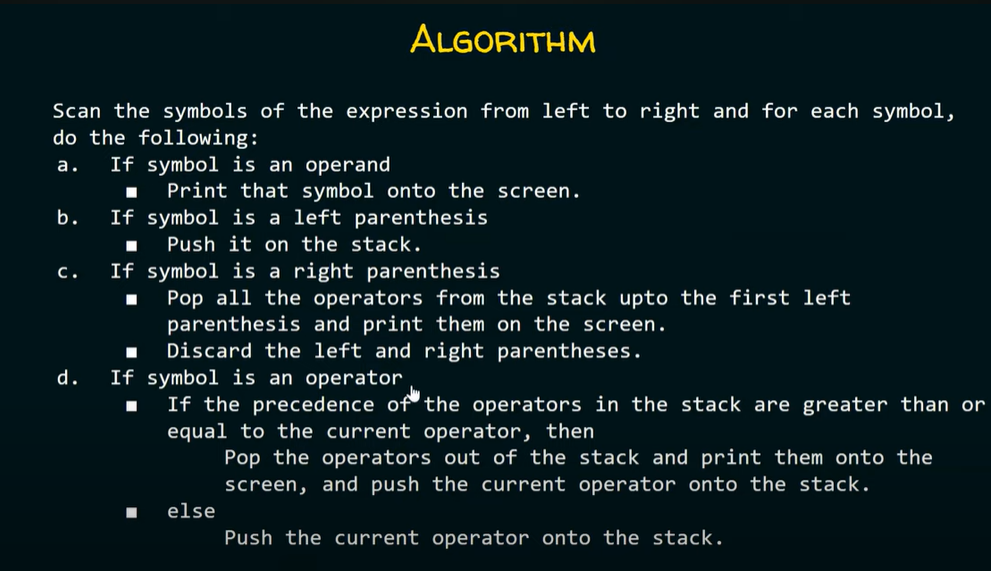 ALGORITHM
Scan the symbols of the expression from left to right and for each symbol,
do the following:
a. If symbol is an operand
■ Print that symbol onto the screen.
b. If symbol is a left parenthesis
■ Push it on the stack.
c. If symbol is a right parenthesis
■ Pop all the operators from the stack upto the first left
parenthesis and print them on the screen.
■ Discard the left and right parentheses.
d. If symbol is an operator
■ If the precedence of the operators in the stack are greater than or
equal to the current operator, then
Pop the operators out of the stack and print them onto the
screen, and push the current operator onto the stack.
■ else
Push the current operator onto the stack.